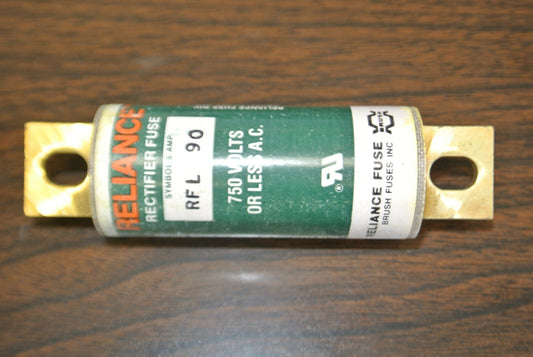 RELIANCE
RECTIFIER FUSE
SYMBOL & AMP
RFL 90
750 VOLTS
OR LESS A.C.
RELIANCE FUSE
BRUSH FUSES INC